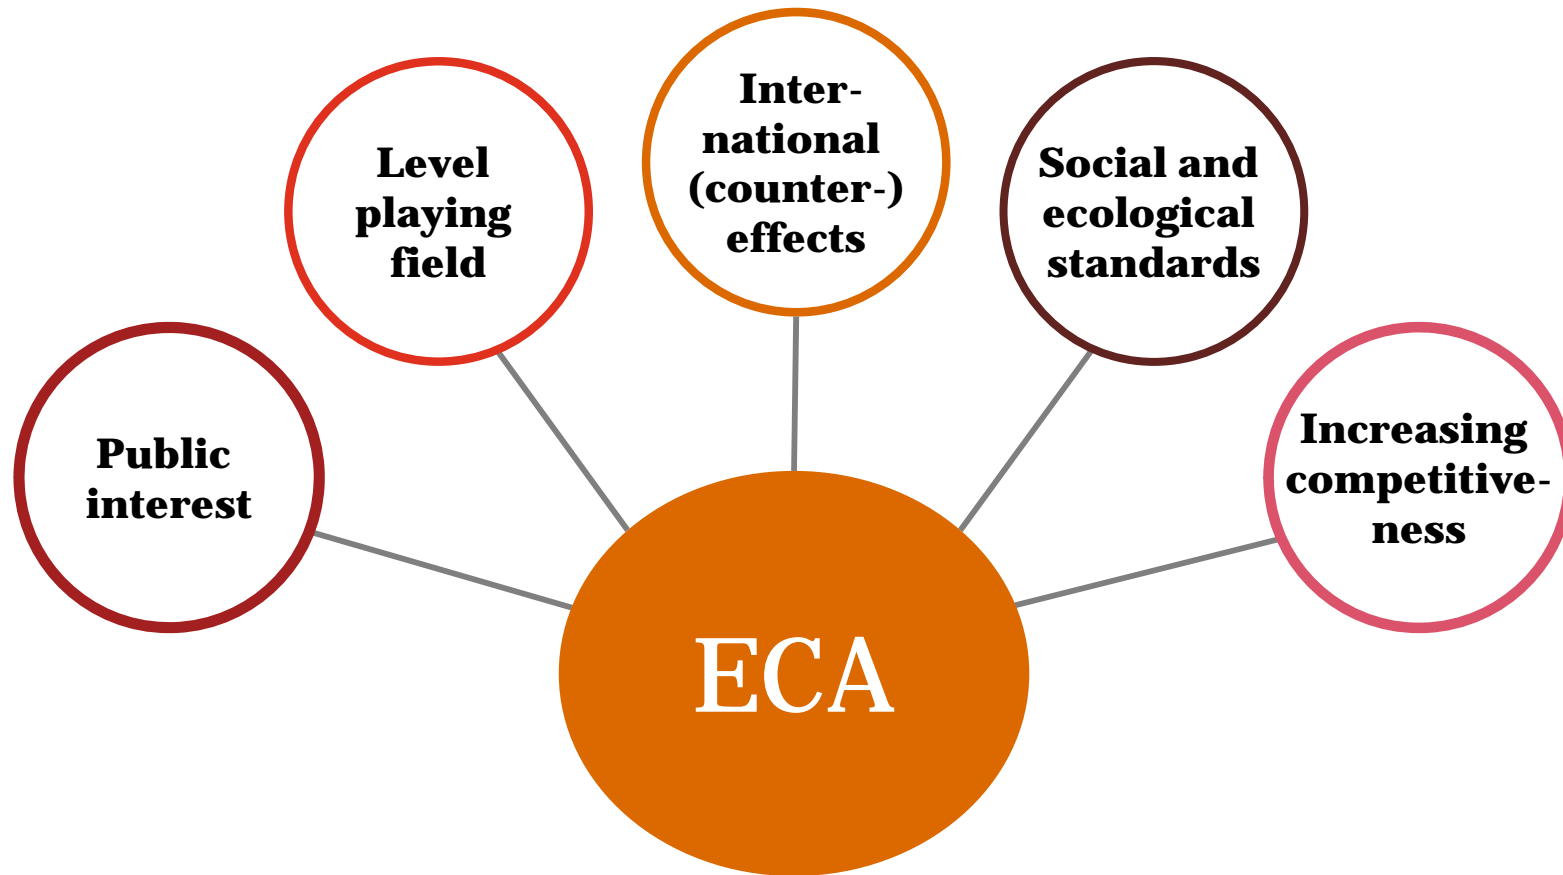 Public
interest
Level
playing
field
Inter-
national
(counter-)
effects
Social and
ecological
standards
Increasing
competitive-
ness
ECA